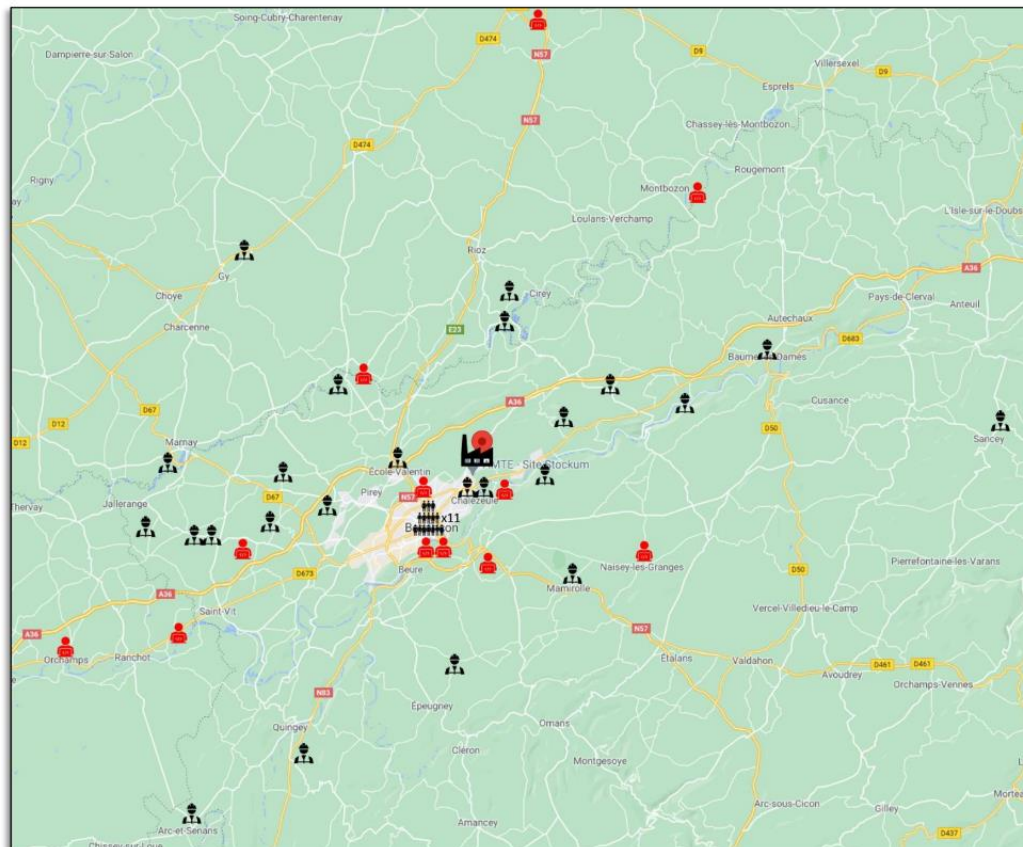 Soing-Cubry-Charentenay
D474
N57
D9
Dampierre-sur-Salon
Villersexel
D9
Esprels
N57
Chassey-lès-Montbozon
D474
Rougemont
Rigny
Montbozon
L'Isle-sur-le-Doubs
Loulans-Verchamp
Rioz
Gy
A36
Choye
Cirey
Pays-de-Clerval
Anteuil
Charcenne
E23
Autechaux
D683
A36
Cusance
D67
D12
D12
D50
Sancey
Marnay
École-Valentin
MTE - Site Stockum
Pirey
N57
Jallerange
D67
Chalezeule
Thervay
x11
Pierrefontaine-les-Varans
D673
Beure
Naisey-les-Granges
D50
Mamirolle
A36
Saint-Vit
Vercel-Villedieu-le-Camp
N57
A36
Orchamps
Ranchot
Étalans
Valdahon
D461
D461
Avoudrey
Orchamps-Vennes
N83
Épeugney
Ornans
Quingey
Cléron
Montgesoye
Arc-sous-Cicon
Gilley
Amancey
Arc-et-Senans
D437